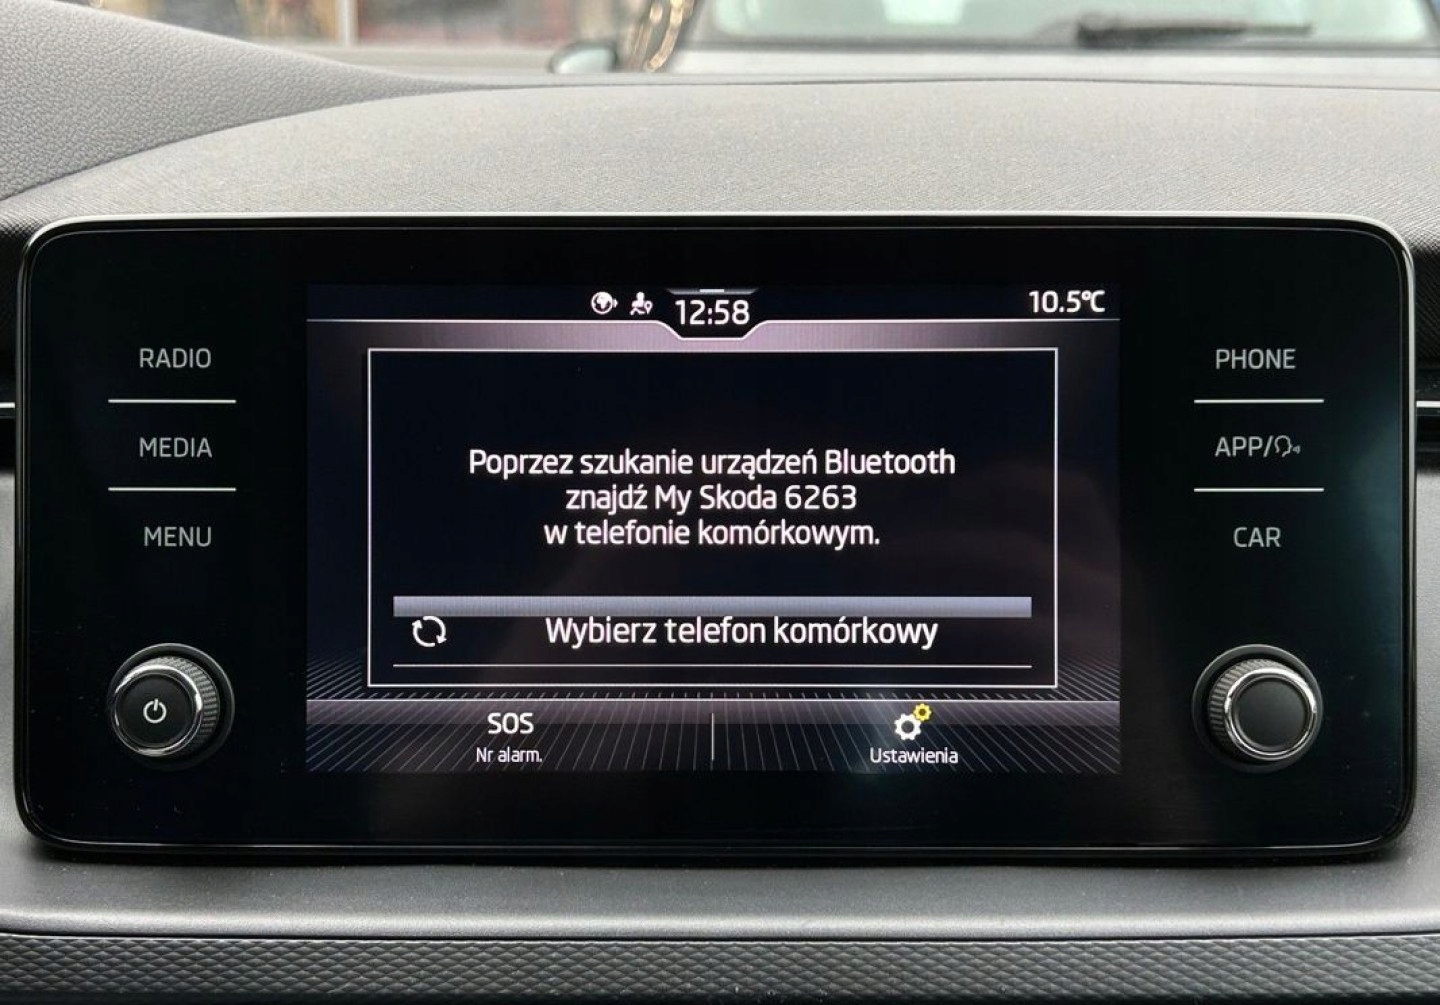 12:58
10.5°C
RADIO
MEDIA
MENU
Poprzez szukanie urządzeń Bluetooth
znajdź My Skoda 6263
w telefonie komórkowym.
Wybierz telefon komórkowy
SOS
Nr alarm.
Ustawienia
PHONE
APP/
CAR